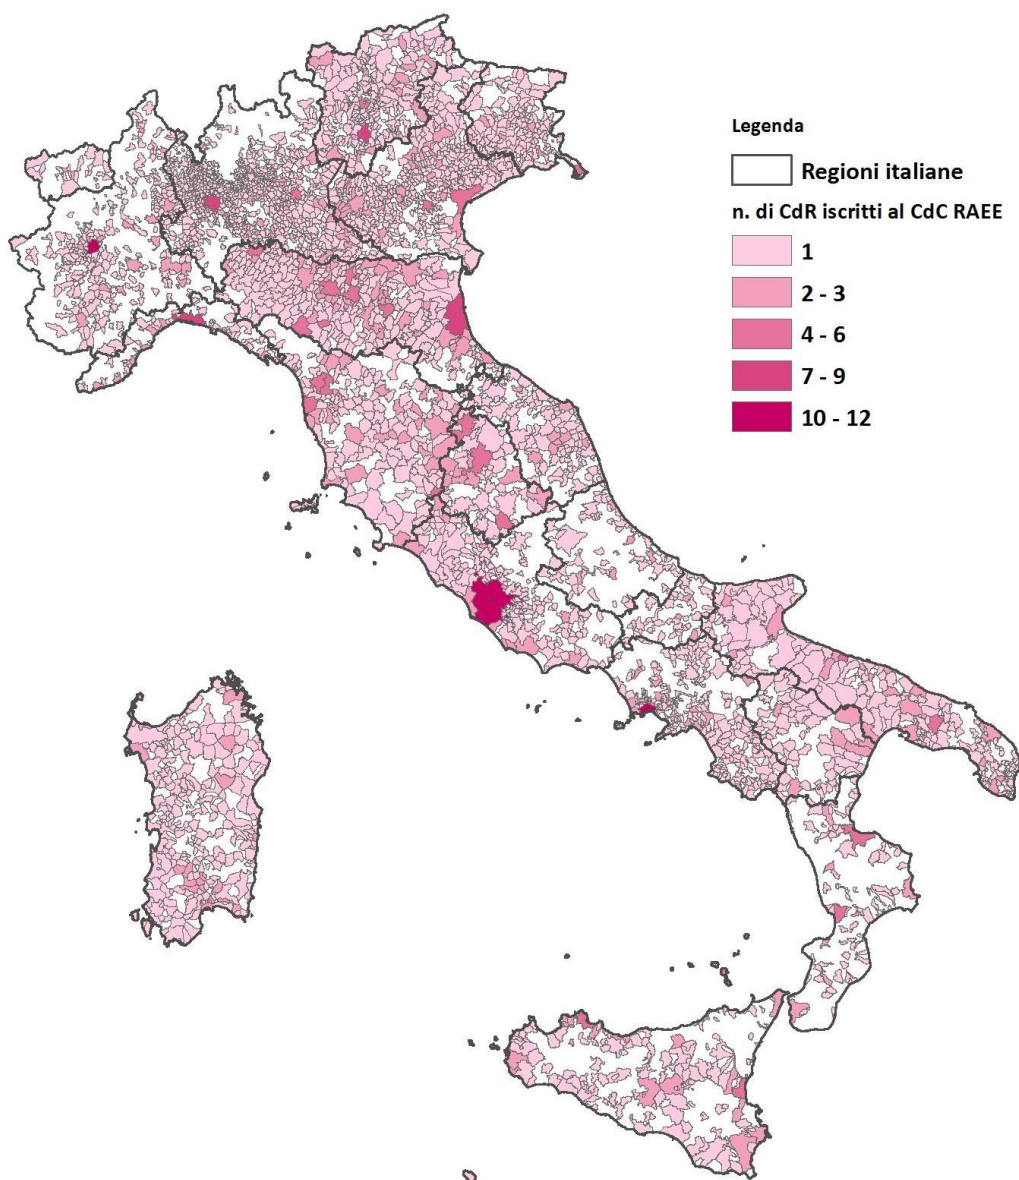 Legenda
Regioni italiane
n. di CdR iscritti al CdC RAEE
1
2 - 3
4 - 6
7 - 9
10 - 12